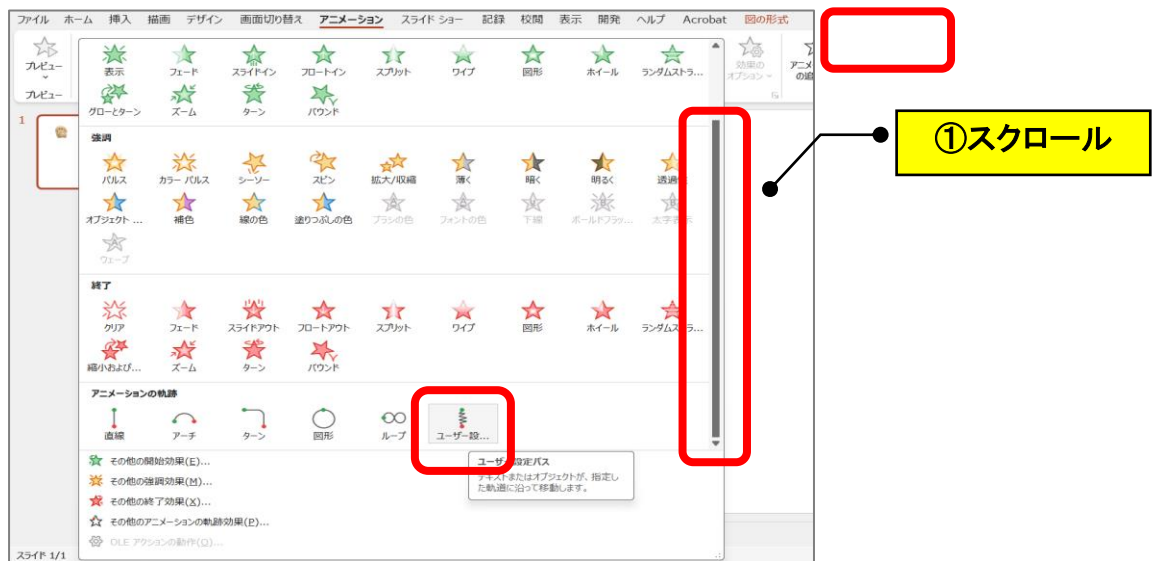 ファイル ホーム 挿入 描画 デザイン 画面切り替え アニメーション スライド ショー 記録 校閲 表示 開発 ヘルプ Acrobat 図の形式
プレビュー
プレビュー
表示 フェード スライドイン フロートイン スプリット ワイプ 図形 ホイール ランダムストラ...
効果の
オプション
アニメ
の追
グローとターン ズーム ターン バウンド
1
強調
パルス カラー パルス シーソー スピン 拡大/収縮 薄く 暗く 明るく
オブジェクト ... 補色 線の色 塗りつぶしの色 ブラシの色 フォントの色 下線 ボールドフラッ...
ウェーブ
終了
クリア フェード スライドアウト フロートアウト スプリット ワイプ 図形 ホイール
縮小および... ズーム ターン バウンド
アニメーションの軌跡
直線 アーチ ターン 図形 ループ ユーザー設...
その他の開始効果(E)...
その他の強調効果(M)...
その他の終了効果(X)...
その他のアニメーションの軌跡効果(P)...
OLE アクションの動作(O)...
ユーザー設定パス
テキストまたはオブジェクトが、指定し
た軌道に沿って移動します。
スライド 1/1
①スクロール